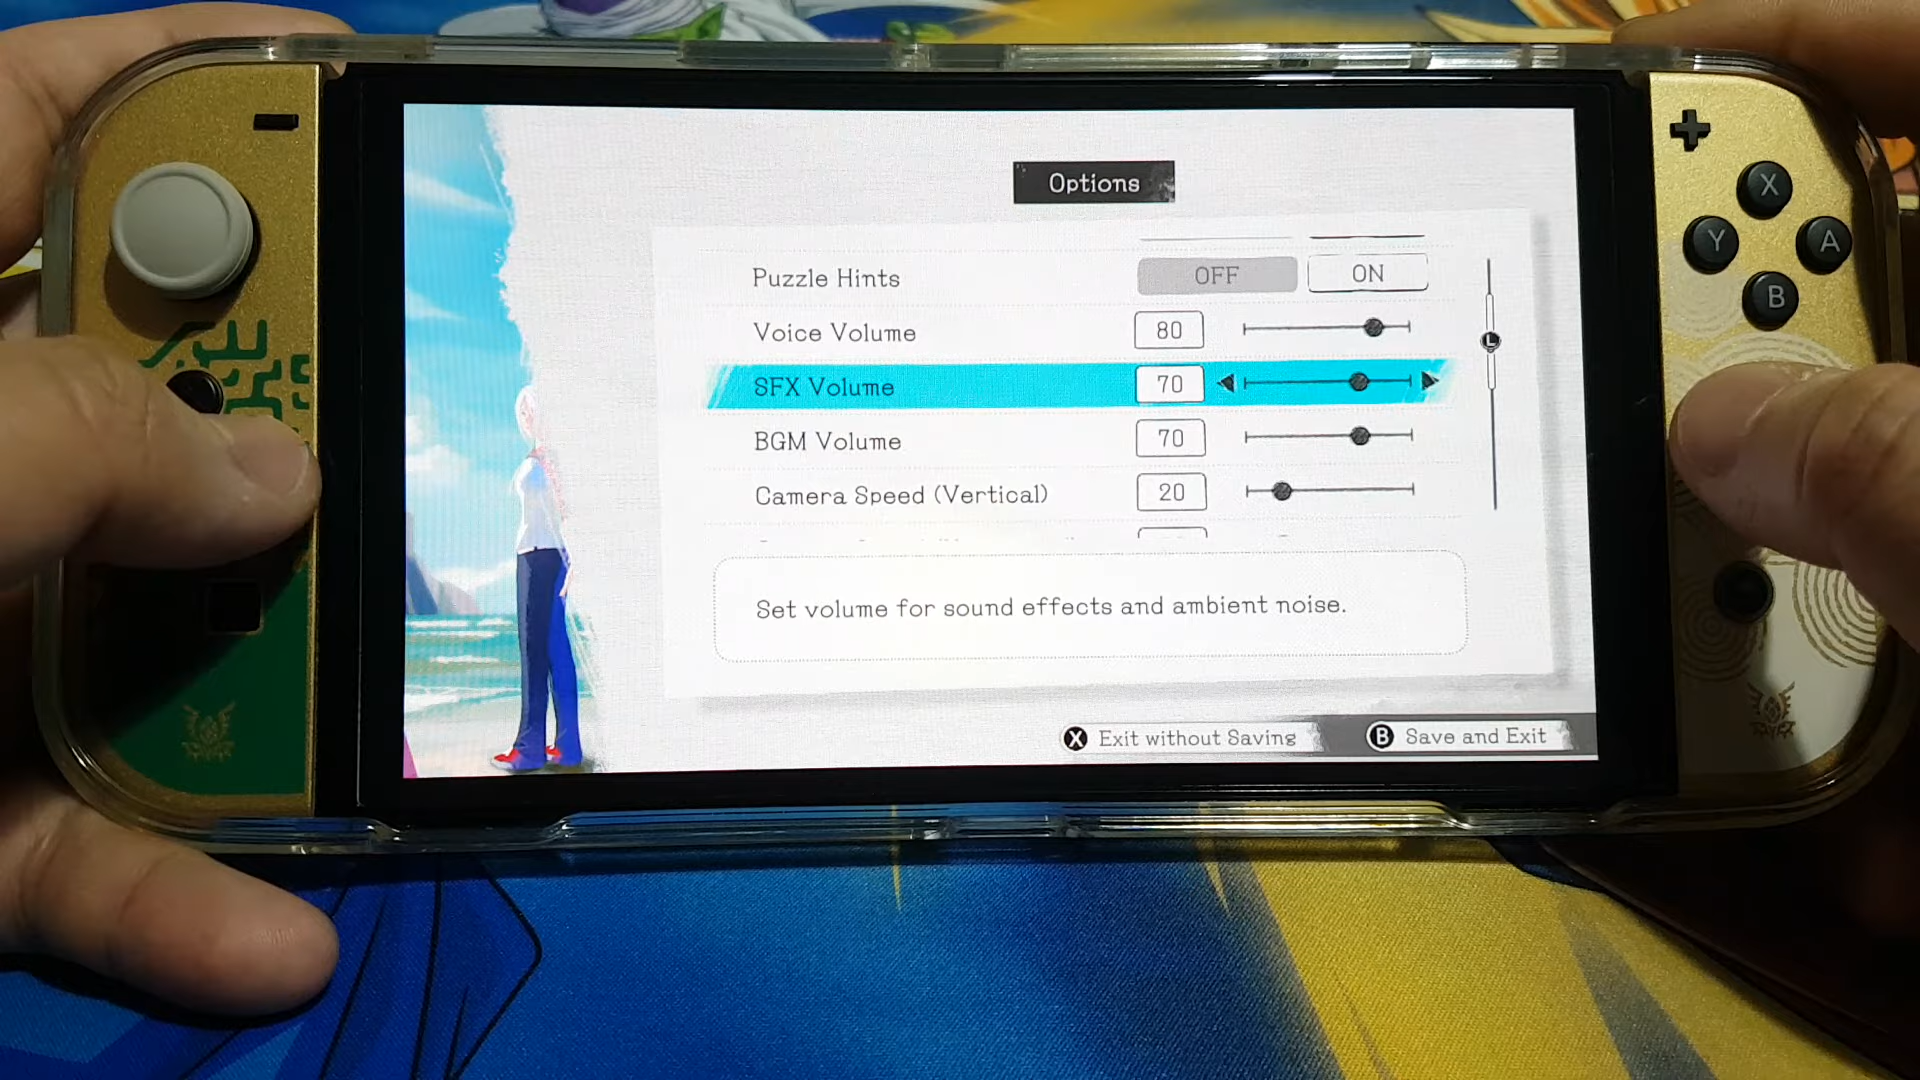 Options
Puzzle Hints OFF ON
Voice Volume 80
SFX Volume 70
BGM Volume 70
Camera Speed (Vertical) 20
Set volume for sound effects and ambient noise.
X Exit without Saving B Save and Exit
L
X
Y A
B